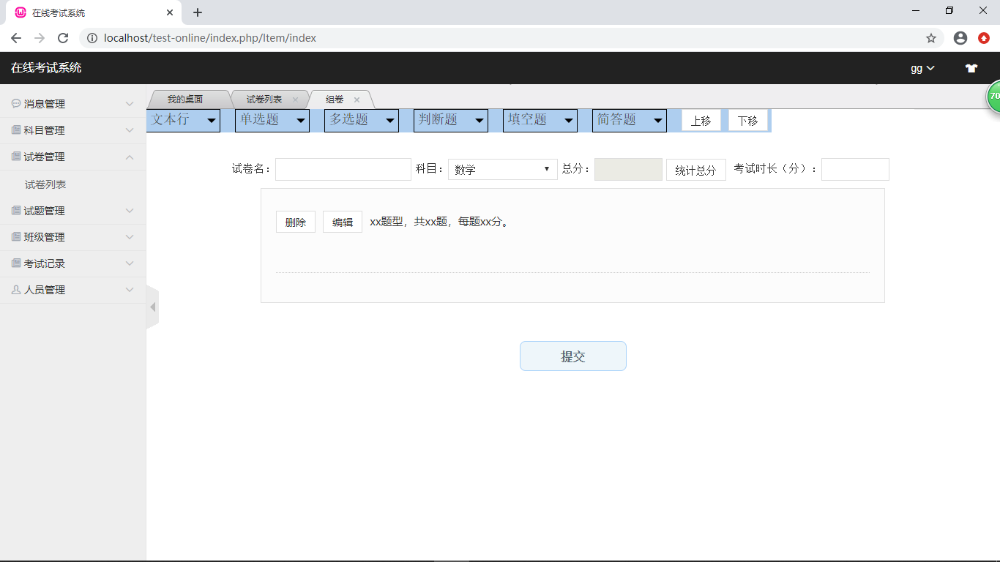 在线考试系统
localhost/test-online/index.php/Item/index
在线考试系统
gg
70
消息管理
科目管理
试卷管理
试卷列表
试题管理
班级管理
考试记录
人员管理
我的桌面 试卷列表 组卷
文本行 单选题 多选题 判断题 填空题 简答题 上移 下移
试卷名： 科目： 数学 总分： 统计总分 考试时长（分）：
删除 编辑 xx题型，共xx题，每题xx分。
提交